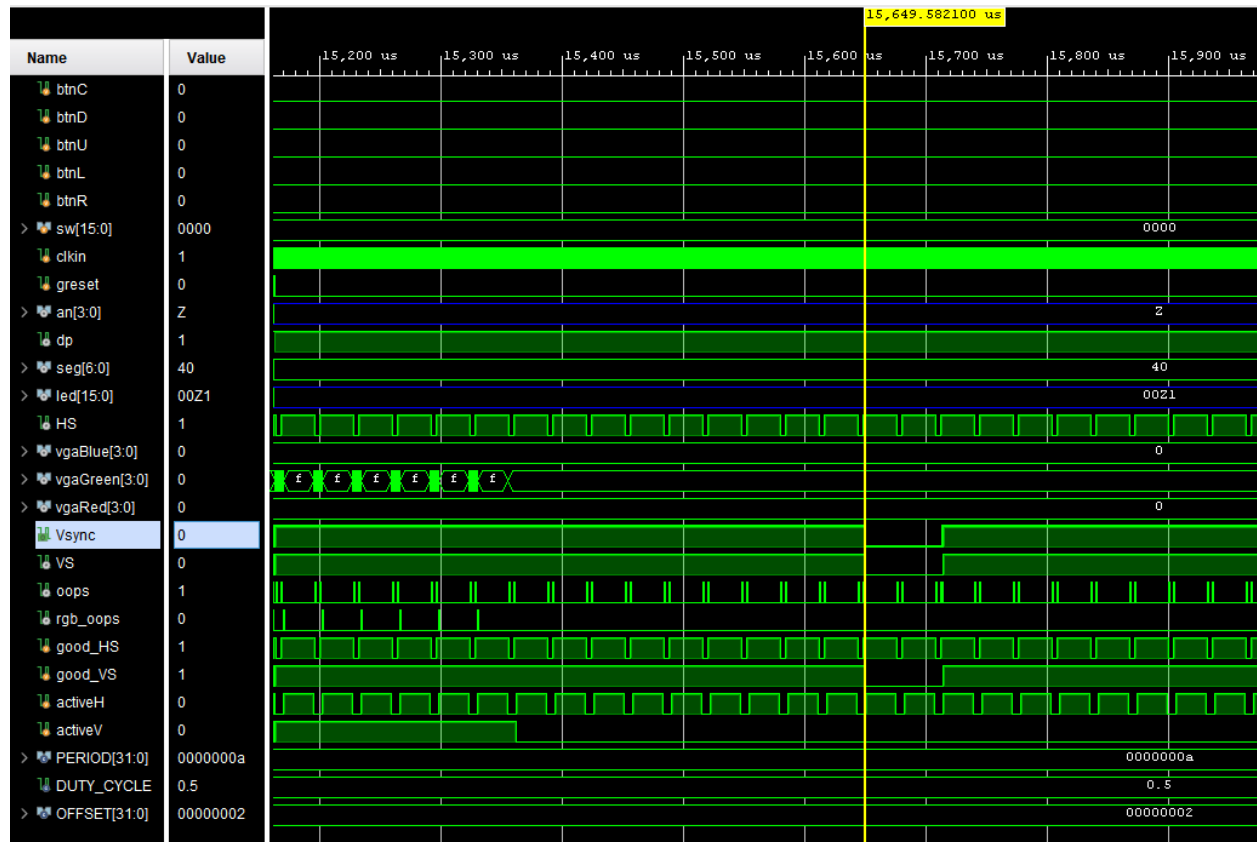 15,649.582100 us
Name Value
15,200 us 15,300 us 15,400 us 15,500 us 15,600 us 15,700 us 15,800 us 15,900 us
btnC 0
btnD 0
btnU 0
btnL 0
btnR 0
sw[15:0] 0000 0000
clkin 1
greset 0
an[3:0] Z Z
dp 1
seg[6:0] 40 40
led[15:0] 00Z1 00Z1
HS 1
vgaBlue[3:0] 0 0
vgaGreen[3:0] 0 f f f f f f
vgaRed[3:0] 0 0
Vsync 0
VS 0
oops 1
rgb_oops 0
good_HS 1
good_VS 1
activeH 0
activeV 0
PERIOD[31:0] 0000000a 0000000a
DUTY_CYCLE 0.5 0.5
OFFSET[31:0] 00000002 00000002